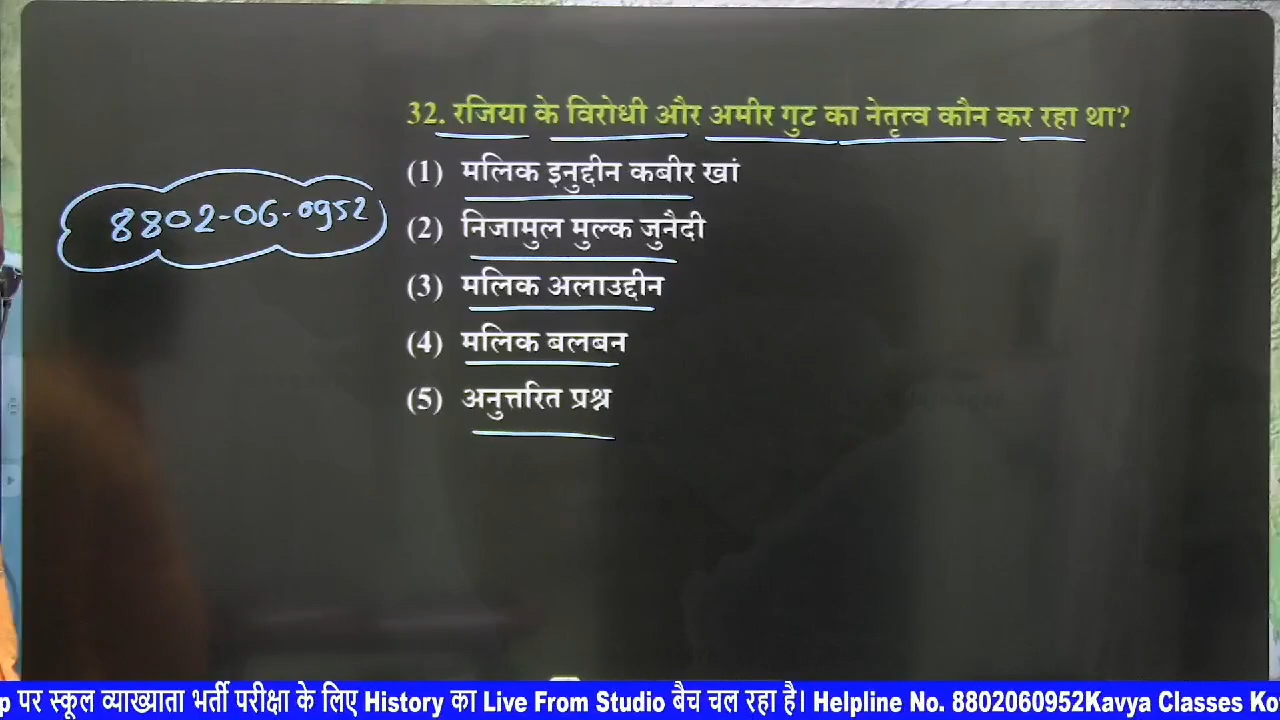 32. रजिया के विरोधी और अमीर गुट का नेतृत्व कौन कर रहा था?
(1) मलिक इनुद्दीन कबीर खां
8802-06-0952
(2) निजामुल मुल्क जुनैदी
(3) मलिक अलाउद्दीन
(4) मलिक बलबन
(5) अनुत्तरित प्रश्न
p पर स्कूल व्याख्याता भर्ती परीक्षा के लिए History का Live From Studio बैच चल रहा है। Helpline No. 8802060952Kavya Classes Ko